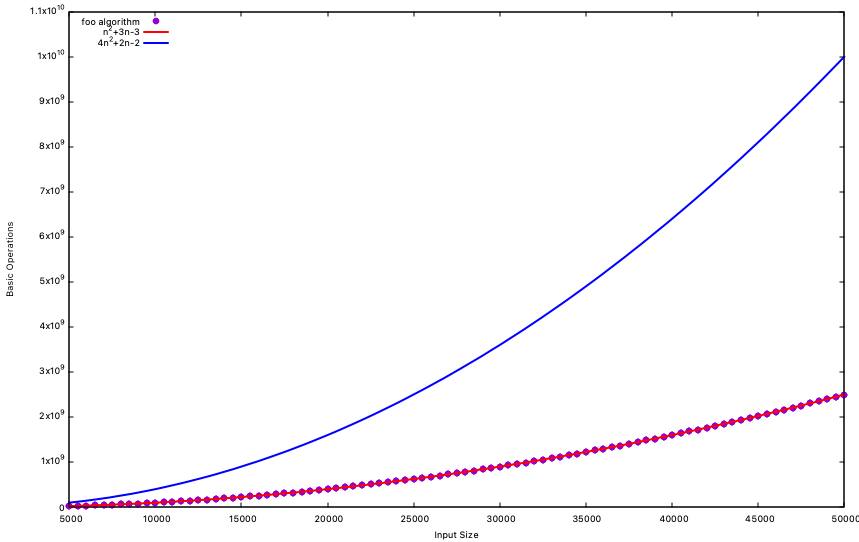 1.1x10^10
foo algorithm
n^2+3n-3
4n^2+2n-2
1x10^10
9x10^9
8x10^9
7x10^9
6x10^9
5x10^9
4x10^9
3x10^9
2x10^9
1x10^9
0
Basic Operations
5000 10000 15000 20000 25000 30000 35000 40000 45000 50000
Input Size